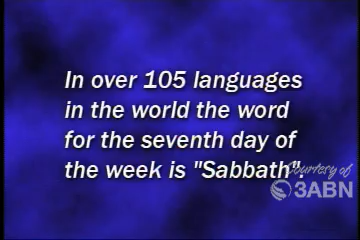 In over 105 languages
in the world the word
for the seventh day of
the week is "Sabbath".
Courtesy of
3ABN